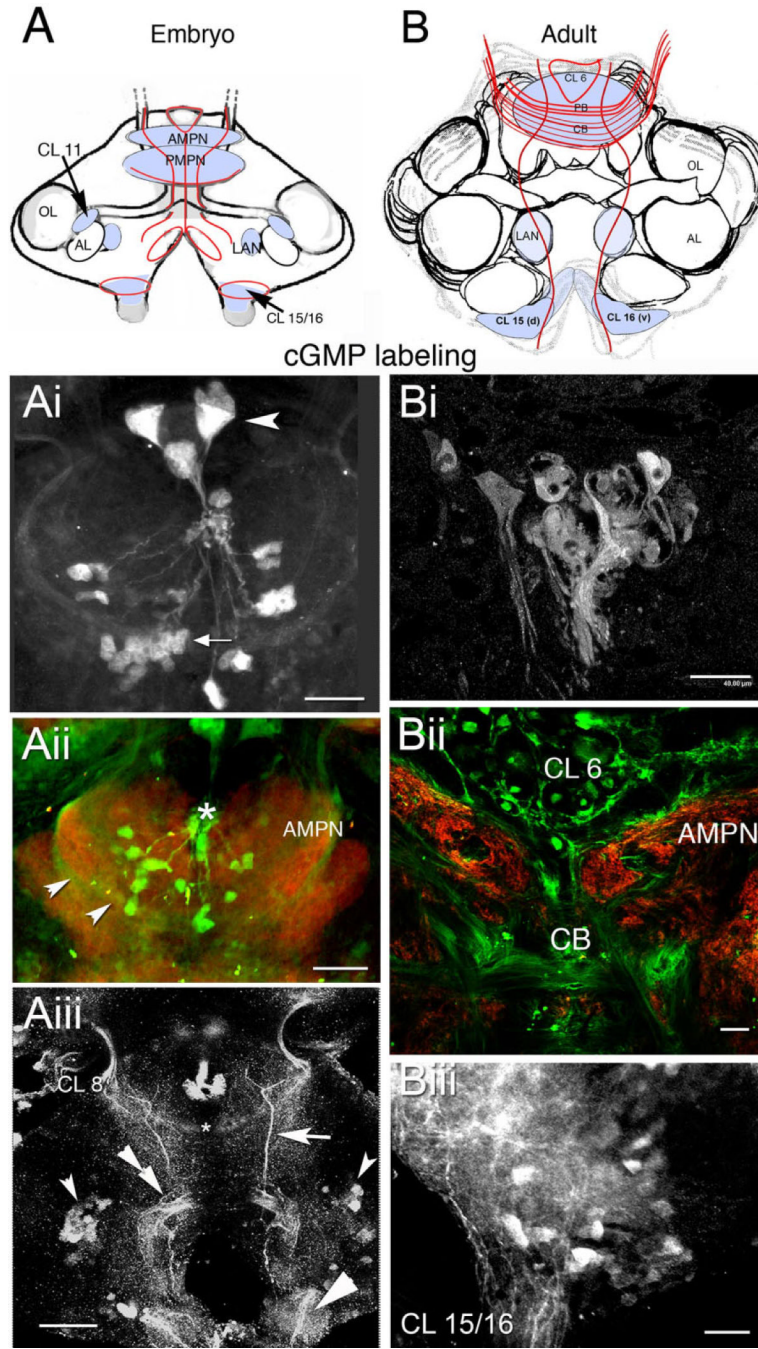 A
Embryo
B
Adult
AMPN
PMPN
CL 11
OL
AL
LAN
CL 15/16
CL 6
PB
CB
OL
LAN
AL
CL 15 (d)
CL 16 (v)
cGMP labeling
Ai
Bi
40.00 µm
Aii
*
AMPN
Bii
CL 6
AMPN
CB
Aiii
CL 8
*
Biii
CL 15/16